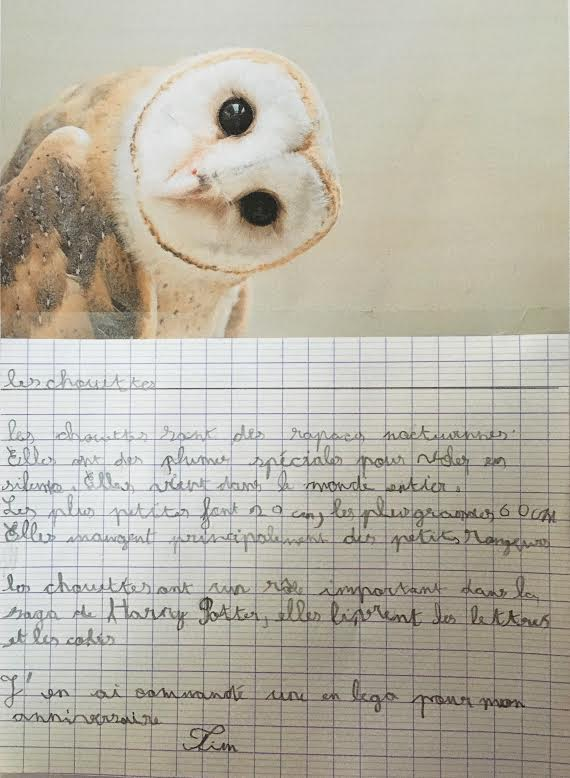 les chouettes
les chouettes sont des rapaces nocturnnes.
Elles ont des plumes spéciales pour voler en
silence. Elles vivent dans le monde entier.
Les plus petites font 20 cm, les plus grandes 60 cm
Elles mangent principalement des petits rongeurs
les chouettes ont un rôle important dans la
saga de Harry Potter, elles livrent les lettres
et les colis
J'en ai commandé une en lego pour mon
anniversaire
Tim